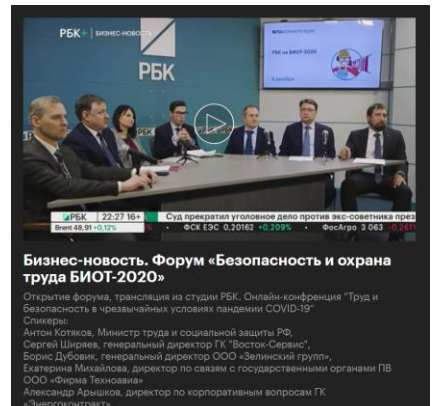 РБК+ | БИЗНЕС-НОВОСТЬ
РБК
РБК на БИОТ-2020
РБК
РБК 22:27 16+ Суд прекратил уголовное дело против экс-советника през
Brent 48,91 +0,12% ФСК ЕЭС 0,20162 +0,209% ФосАгро 3 063 -0,2611
Бизнес-новость. Форум «Безопасность и охрана
труда БИОТ-2020»
Открытие форума, трансляция из студии РБК. Онлайн-конфренция "Труд и
безопасность в чрезвычайных условиях пандемии COVID-19"
Спикеры:
Антон Котяков, Министр труда и социальной защиты РФ,
Сергей Ширяев, генеральный директор ГК "Восток-Сервис",
Борис Дубовик, генеральный директор ООО «Зелинский групп»,
Екатерина Михайлова, директор по связям с государственными органами ПВ
ООО «Фирма Техноавиа»
Александр Арышков, директор по корпоративным вопросам ГК
«Энергоконтракт»